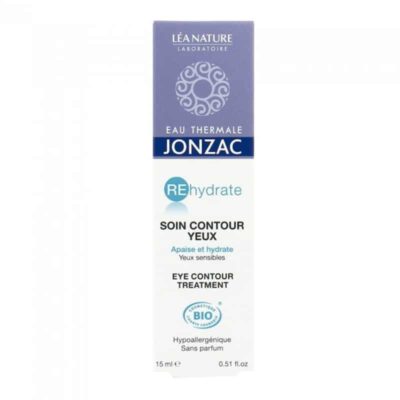 LÉA NATURE
LABORATOIRE
EAU THERMALE
JONZAC
REhydrate
SOIN CONTOUR
YEUX
Apaise et hydrate
Yeux sensibles
EYE CONTOUR
TREATMENT
BIO
Hypoallergénique
Sans parfum
15 ml e 0.51 fl.oz